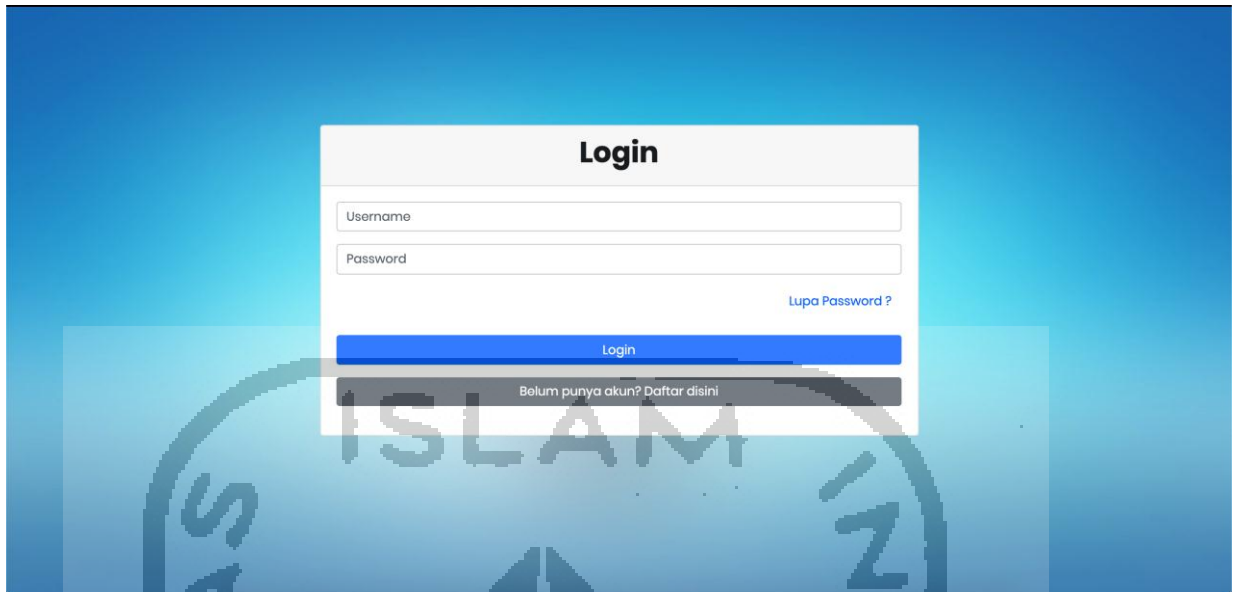 Login
Username
Password
Lupa Password ?
Login
Belum punya akun? Daftar disini
ISLAM